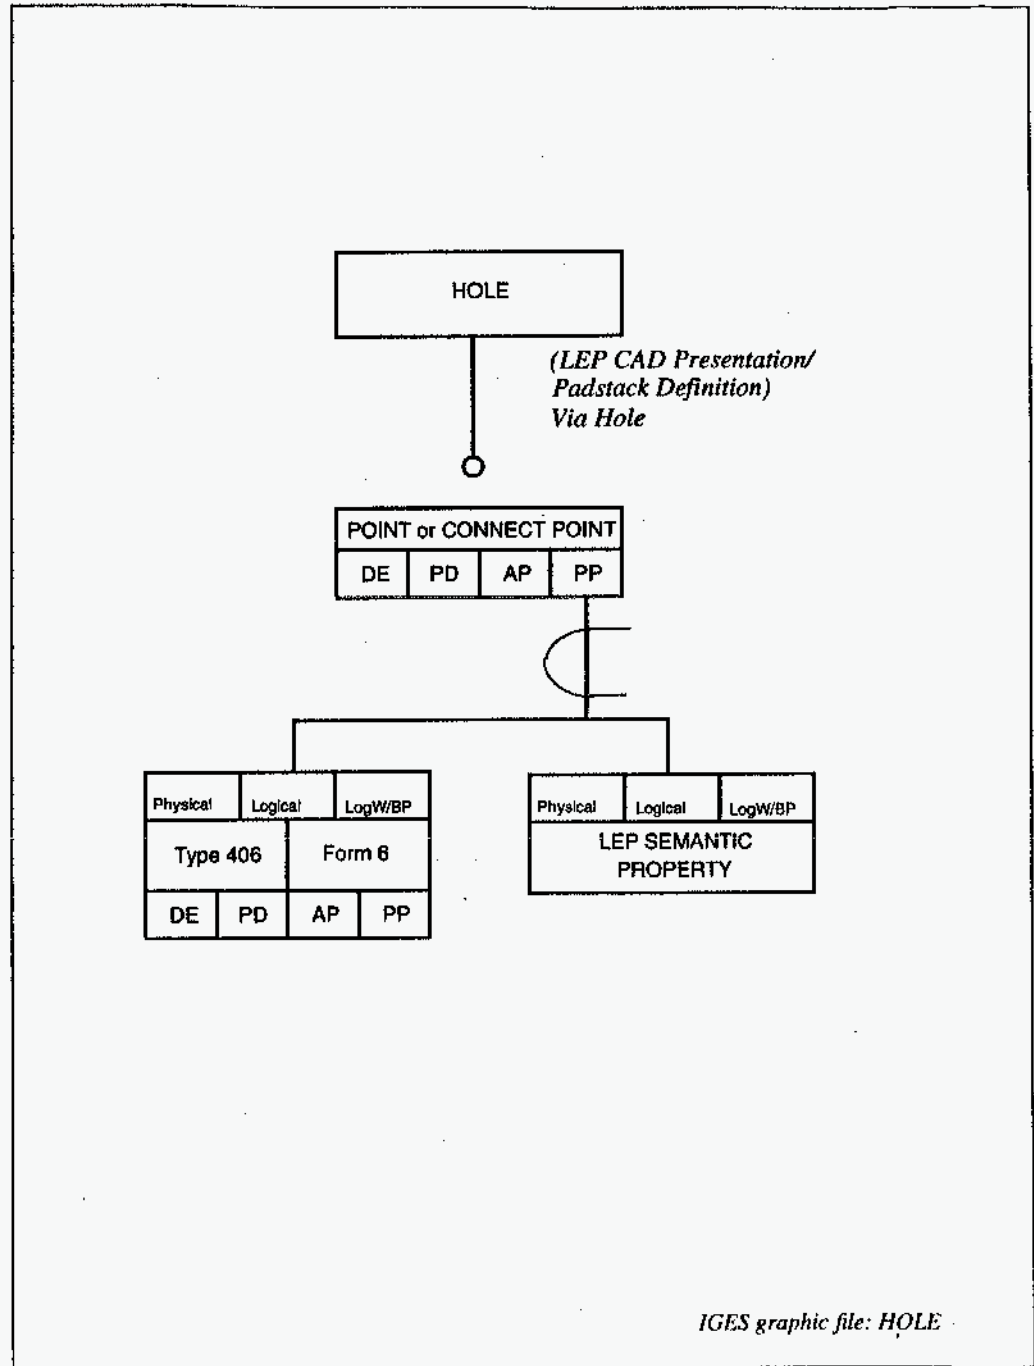 HOLE
(LEP CAD Presentation/
Padstack Definition)
Via Hole
POINT or CONNECT POINT
DE PD AP PP
Physical Logical LogW/BP
Type 406 Form 6
DE PD AP PP
Physical Logical LogW/BP
LEP SEMANTIC
PROPERTY
IGES graphic file: HOLE